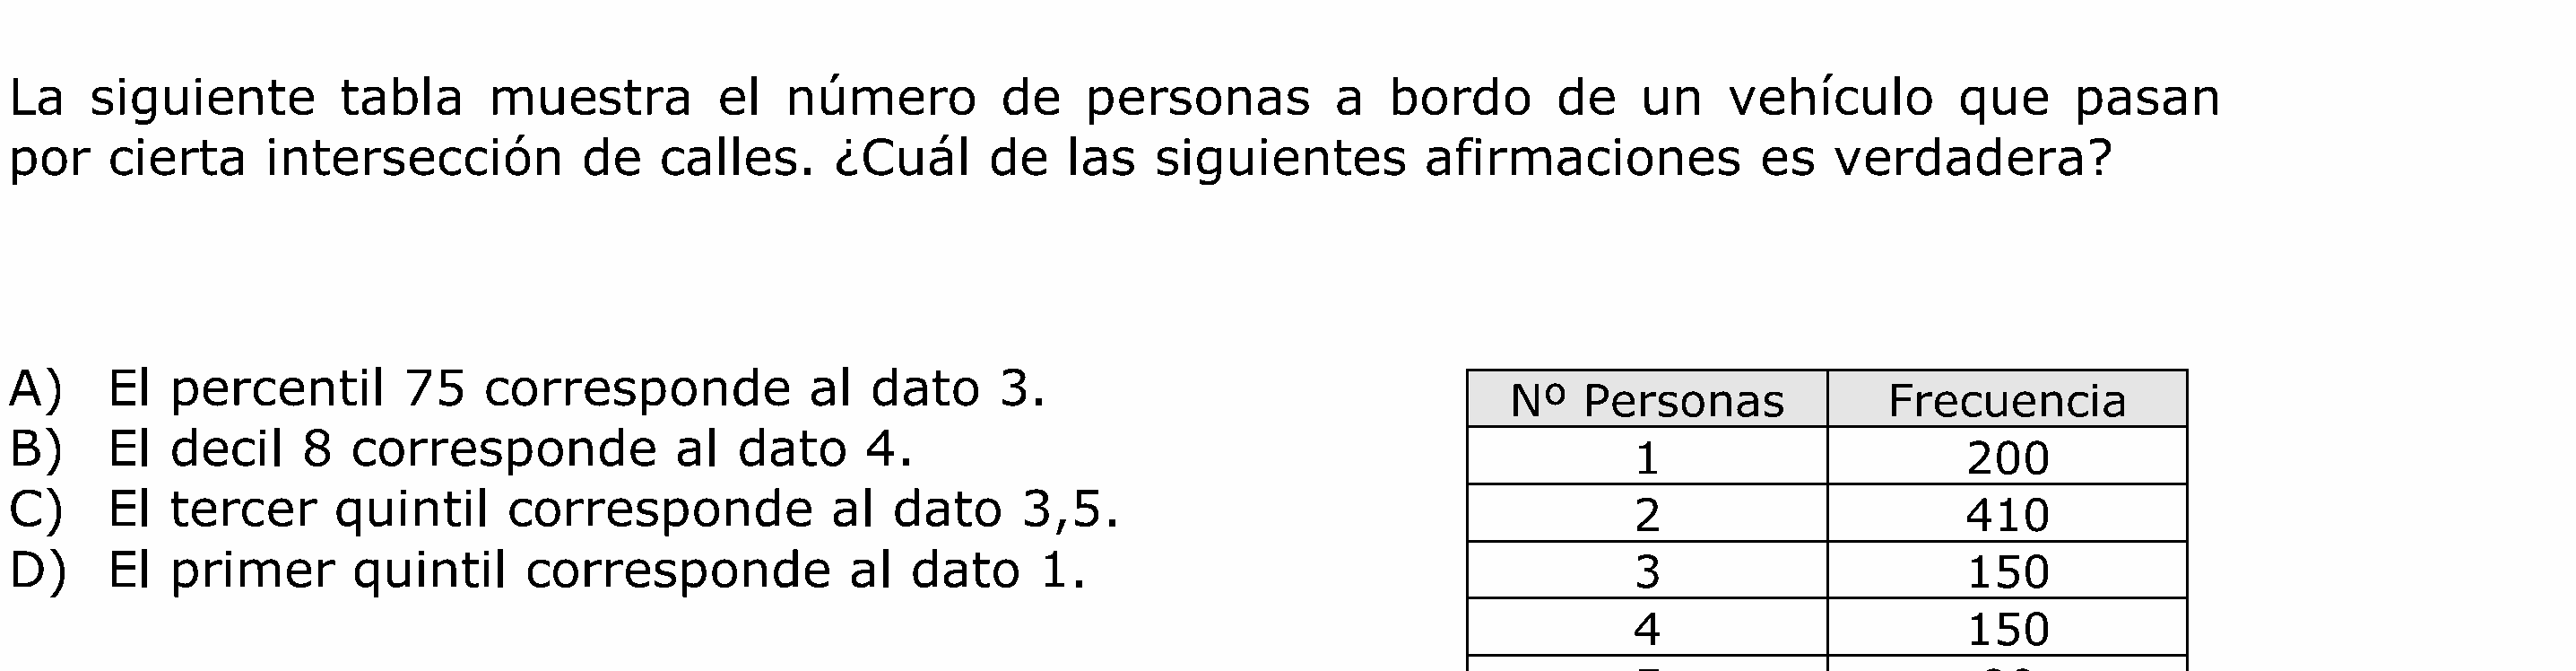 La siguiente tabla muestra el número de personas a bordo de un vehículo que pasan
por cierta intersección de calles. ¿Cuál de las siguientes afirmaciones es verdadera?
A) El percentil 75 corresponde al dato 3.
B) El decil 8 corresponde al dato 4.
C) El tercer quintil corresponde al dato 3,5.
D) El primer quintil corresponde al dato 1.
Nº Personas Frecuencia
1 200
2 410
3 150
4 150